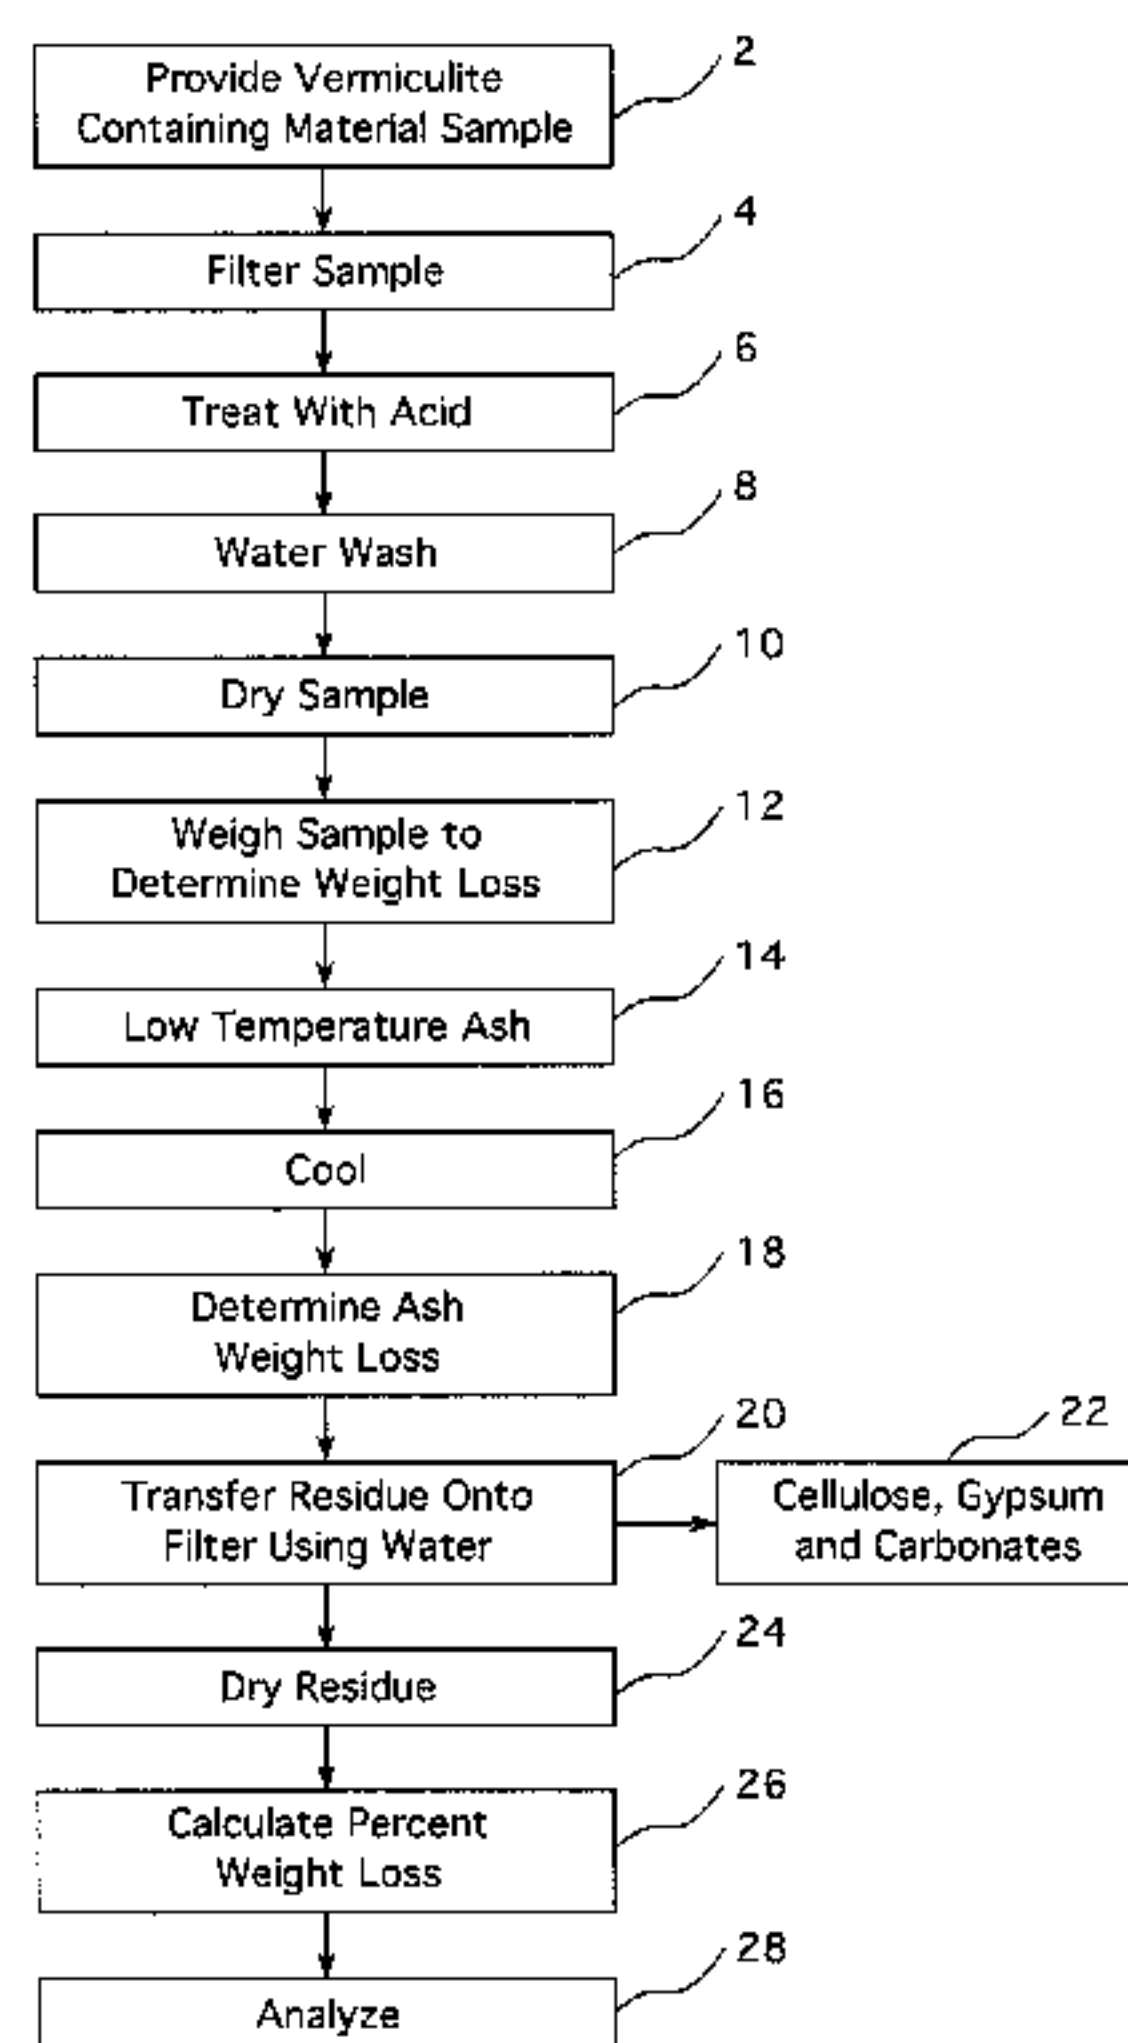 2
Provide Vermiculite
Containing Material Sample
4
Filter Sample
6
Treat With Acid
8
Water Wash
10
Dry Sample
12
Weigh Sample to
Determine Weight Loss
14
Low Temperature Ash
16
Cool
18
Determine Ash
Weight Loss
20
Transfer Residue Onto
Filter Using Water
22
Cellulose, Gypsum
and Carbonates
24
Dry Residue
26
Calculate Percent
Weight Loss
28
Analyze